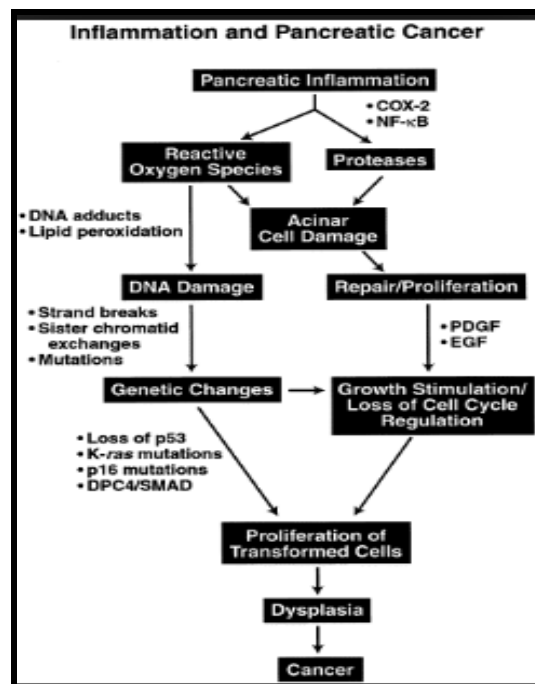 Inflammation and Pancreatic Cancer
Pancreatic Inflammation
• COX-2
• NF-κB
Reactive
Oxygen Species
Proteases
• DNA adducts
• Lipid peroxidation
Acinar
Cell Damage
DNA Damage
Repair/Proliferation
• Strand breaks
• Sister chromatid
exchanges
• Mutations
• PDGF
• EGF
Genetic Changes
Growth Stimulation/
Loss of Cell Cycle
Regulation
• Loss of p53
• K-ras mutations
• p16 mutations
• DPC4/SMAD
Proliferation of
Transformed Cells
Dysplasia
Cancer